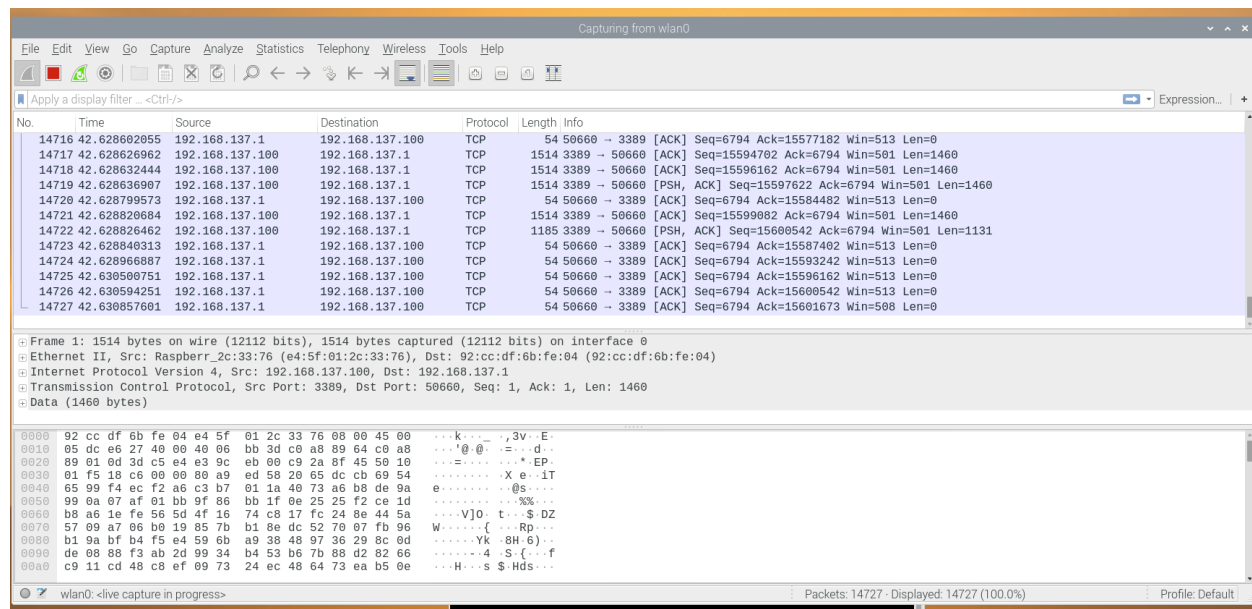 Capturing from wlan0
File Edit View Go Capture Analyze Statistics Telephony Wireless Tools Help
Apply a display filter ... <Ctrl-/> Expression... +
No. Time Source Destination Protocol Length Info
14716 42.628602055 192.168.137.1 192.168.137.100 TCP 54 50660 → 3389 [ACK] Seq=6794 Ack=15577182 Win=513 Len=0
14717 42.628626962 192.168.137.100 192.168.137.1 TCP 1514 3389 → 50660 [ACK] Seq=15594702 Ack=6794 Win=501 Len=1460
14718 42.628632444 192.168.137.100 192.168.137.1 TCP 1514 3389 → 50660 [ACK] Seq=15596162 Ack=6794 Win=501 Len=1460
14719 42.628636907 192.168.137.100 192.168.137.1 TCP 1514 3389 → 50660 [PSH, ACK] Seq=15597622 Ack=6794 Win=501 Len=1460
14720 42.628799573 192.168.137.1 192.168.137.100 TCP 54 50660 → 3389 [ACK] Seq=6794 Ack=15584482 Win=513 Len=0
14721 42.628820684 192.168.137.100 192.168.137.1 TCP 1514 3389 → 50660 [ACK] Seq=15599082 Ack=6794 Win=501 Len=1460
14722 42.628826462 192.168.137.100 192.168.137.1 TCP 1185 3389 → 50660 [PSH, ACK] Seq=15600542 Ack=6794 Win=501 Len=1131
14723 42.628840313 192.168.137.1 192.168.137.100 TCP 54 50660 → 3389 [ACK] Seq=6794 Ack=15587402 Win=513 Len=0
14724 42.628966887 192.168.137.1 192.168.137.100 TCP 54 50660 → 3389 [ACK] Seq=6794 Ack=15593242 Win=513 Len=0
14725 42.630500751 192.168.137.1 192.168.137.100 TCP 54 50660 → 3389 [ACK] Seq=6794 Ack=15596162 Win=513 Len=0
14726 42.630594251 192.168.137.1 192.168.137.100 TCP 54 50660 → 3389 [ACK] Seq=6794 Ack=15600542 Win=513 Len=0
14727 42.630857601 192.168.137.1 192.168.137.100 TCP 54 50660 → 3389 [ACK] Seq=6794 Ack=15601673 Win=508 Len=0
Frame 1: 1514 bytes on wire (12112 bits), 1514 bytes captured (12112 bits) on interface 0
Ethernet II, Src: Raspberr_2c:33:76 (e4:5f:01:2c:33:76), Dst: 92:cc:df:6b:fe:04 (92:cc:df:6b:fe:04)
Internet Protocol Version 4, Src: 192.168.137.100, Dst: 192.168.137.1
Transmission Control Protocol, Src Port: 3389, Dst Port: 50660, Seq: 1, Ack: 1, Len: 1460
Data (1460 bytes)
0000 92 cc df 6b fe 04 e4 5f 01 2c 33 76 08 00 45 00 ···k···_ ·,3v··E·
0010 05 dc e6 27 40 00 40 06 bb 3d c0 a8 89 64 c0 a8 ···'@·@· ·=···d··
0020 89 01 0d 3d c5 e4 e3 9c eb 00 c9 2a 8f 45 50 10 ···=···· ···*·EP·
0030 01 f5 18 c6 00 00 80 a9 ed 58 20 65 dc cb 69 54 ········ ·X e··iT
0040 65 99 f4 ec f2 a6 c3 b7 01 1a 40 73 a6 b8 de 9a e······· ··@s····
0050 99 0a 07 af 01 bb 9f 86 bb 1f 0e 25 25 f2 ce 1d ········ ···%%···
0060 b8 a6 1e fe 56 5d 4f 16 74 c8 17 fc 24 8e 44 5a ····V]O· t···$·DZ
0070 57 09 a7 06 b0 19 85 7b b1 8e dc 52 70 07 fb 96 W······{ ···Rp···
0080 b1 9a bf b4 f5 e4 59 6b a9 38 48 97 36 29 8c 0d ······Yk ·8H·6)··
0090 de 08 88 f3 ab 2d 99 34 b4 53 b6 7b 88 d2 82 66 ·····-·4 ·S·{···f
00a0 c9 11 cd 48 c8 ef 09 73 24 ec 48 64 73 ea b5 0e ···H···s $·Hds···
wlan0: <live capture in progress> Packets: 14727 · Displayed: 14727 (100.0%) Profile: Default